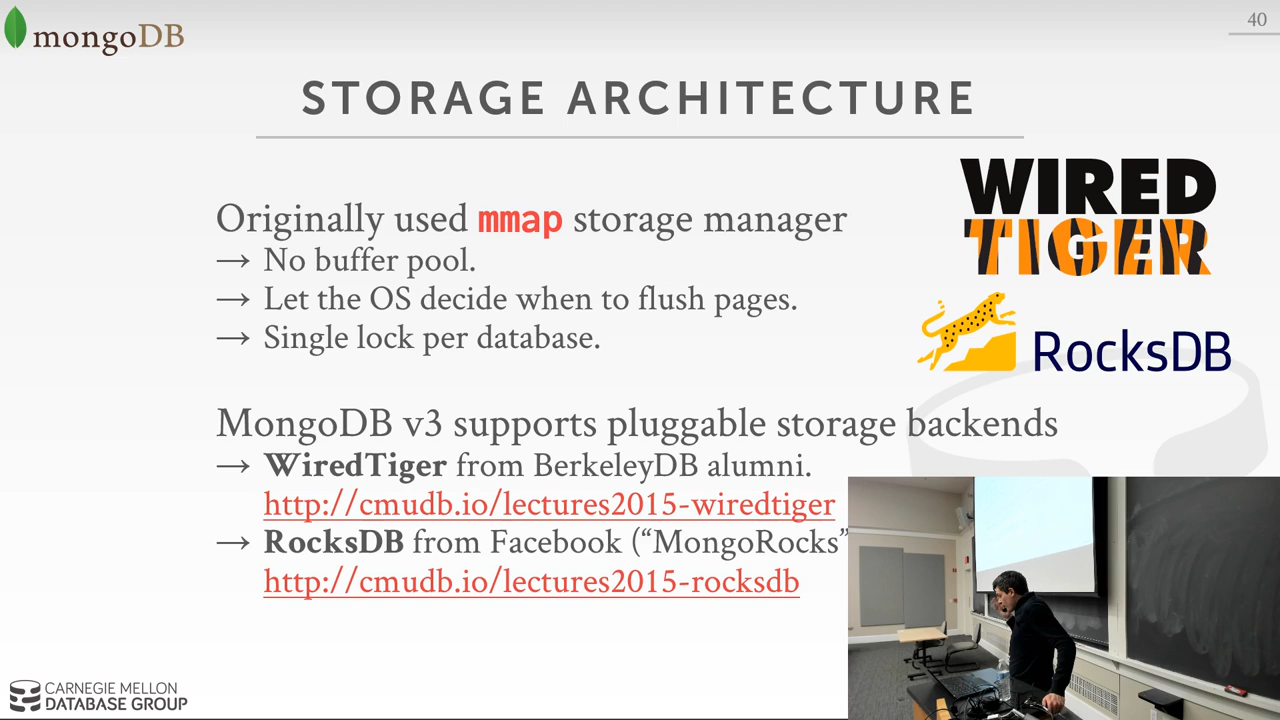 mongoDB
40
STORAGE ARCHITECTURE
WIRED
TIGER
Originally used mmap storage manager
→ No buffer pool.
→ Let the OS decide when to flush pages.
→ Single lock per database.
RocksDB
MongoDB v3 supports pluggable storage backends
→ WiredTiger from BerkeleyDB alumni.
http://cmudb.io/lectures2015-wiredtiger
→ RocksDB from Facebook (“MongoRocks”
http://cmudb.io/lectures2015-rocksdb
CARNEGIE MELLON
DATABASE GROUP